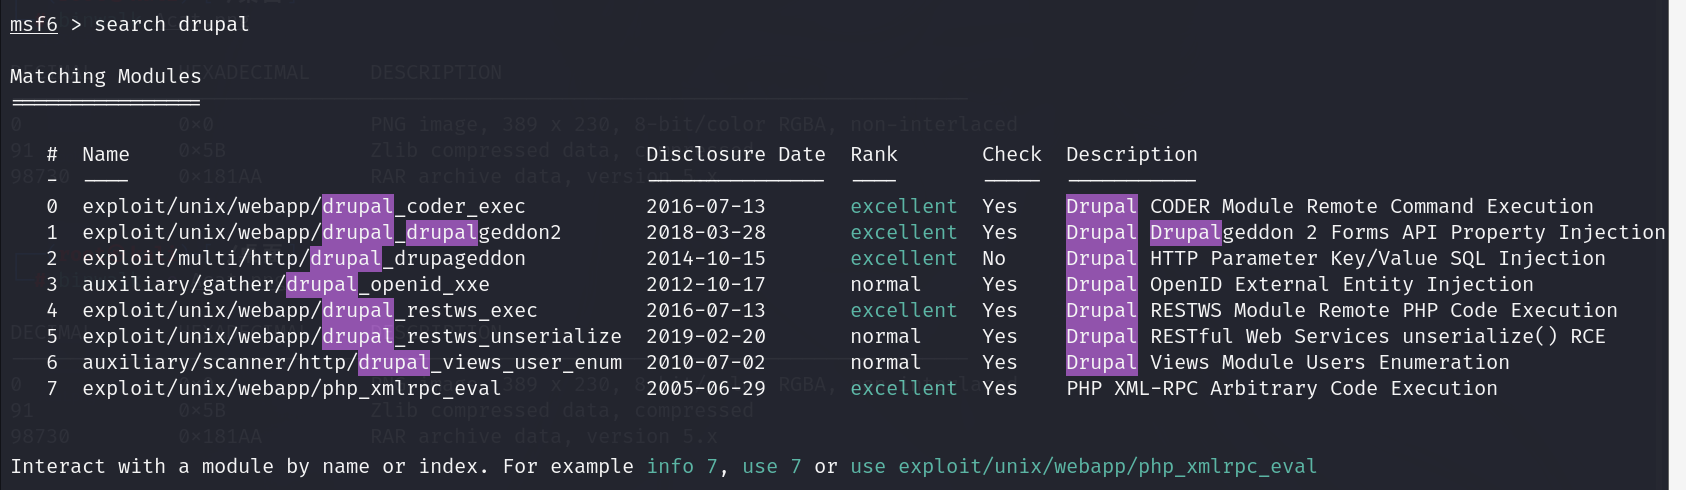 msf6 > search drupal
Matching Modules
================
# Name Disclosure Date Rank Check Description
- ---- --------------- ---- ----- -----------
0 exploit/unix/webapp/drupal_coder_exec 2016-07-13 excellent Yes Drupal CODER Module Remote Command Execution
1 exploit/unix/webapp/drupal_drupalgeddon2 2018-03-28 excellent Yes Drupal Drupalgeddon 2 Forms API Property Injection
2 exploit/multi/http/drupal_drupageddon 2014-10-15 excellent No Drupal HTTP Parameter Key/Value SQL Injection
3 auxiliary/gather/drupal_openid_xxe 2012-10-17 normal Yes Drupal OpenID External Entity Injection
4 exploit/unix/webapp/drupal_restws_exec 2016-07-13 excellent Yes Drupal RESTWS Module Remote PHP Code Execution
5 exploit/unix/webapp/drupal_restws_unserialize 2019-02-20 normal Yes Drupal RESTful Web Services unserialize() RCE
6 auxiliary/scanner/http/drupal_views_user_enum 2010-07-02 normal Yes Drupal Views Module Users Enumeration
7 exploit/unix/webapp/php_xmlrpc_eval 2005-06-29 excellent Yes PHP XML-RPC Arbitrary Code Execution
Interact with a module by name or index. For example info 7, use 7 or use exploit/unix/webapp/php_xmlrpc_eval